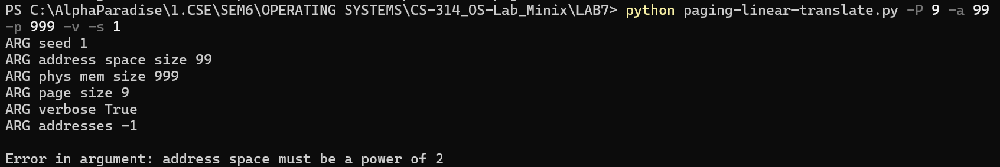 PS C:\AlphaParadise\1.CSE\SEM6\OPERATING SYSTEMS\CS-314_OS-Lab_Minix\LAB7> python paging-linear-translate.py -P 9 -a 99
-p 999 -v -s 1
ARG seed 1
ARG address space size 99
ARG phys mem size 999
ARG page size 9
ARG verbose True
ARG addresses -1
Error in argument: address space must be a power of 2